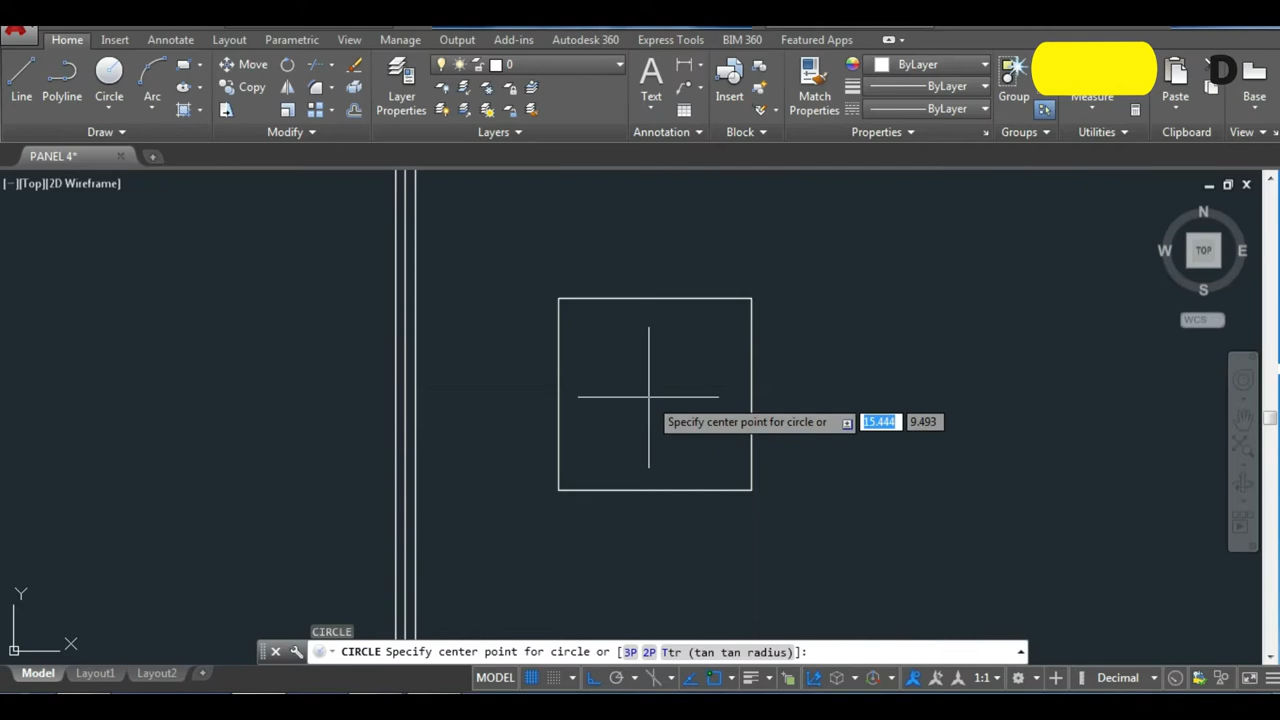 Home Insert Annotate Layout Parametric View Manage Output Add-ins Autodesk 360 Express Tools BIM 360 Featured Apps
Move
0
ByLayer
D
Copy
ByLayer
Line Polyline Circle Arc
Layer Properties
Text
Insert
Match Properties
Group
Measure
Paste
Base
ByLayer
Draw Modify Layers Annotation Block Properties Groups Utilities Clipboard View
PANEL 4*
[−][Top][2D Wireframe]
N
W TOP E
S
WCS
Specify center point for circle or 15.444 9.493
Y
X
CIRCLE
CIRCLE Specify center point for circle or [3P 2P Ttr (tan tan radius)]:
Model Layout1 Layout2 MODEL 1:1 Decimal